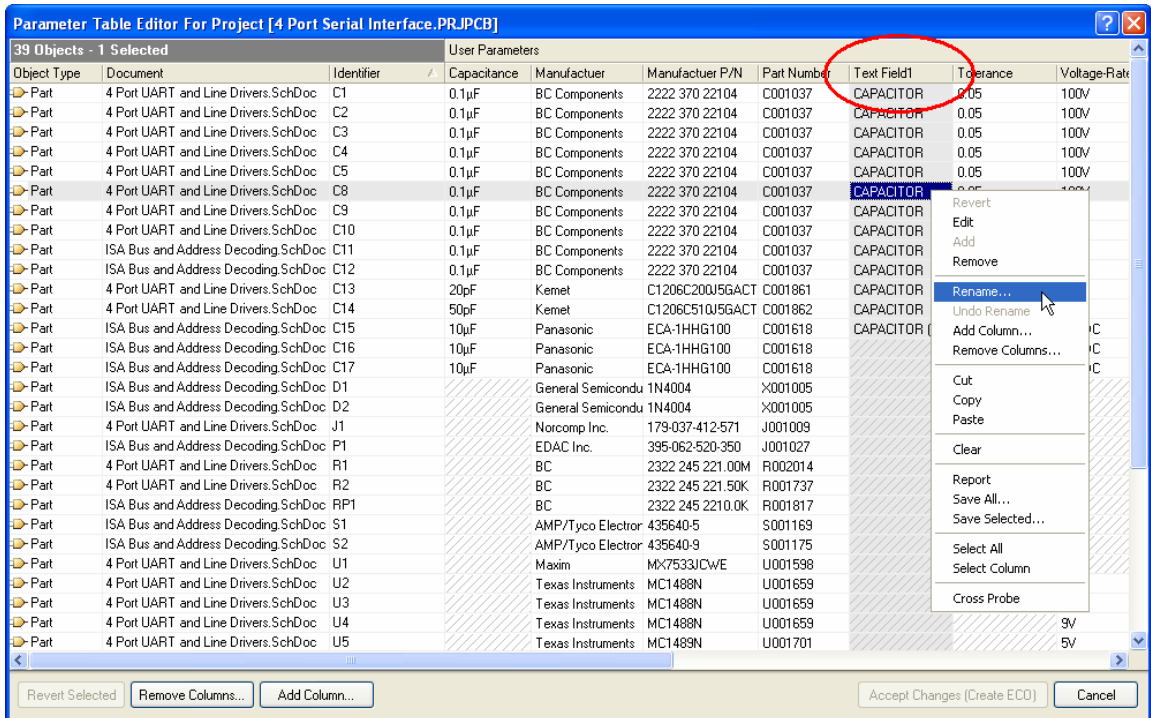 Parameter Table Editor For Project [4 Port Serial Interface.PRJPCB]
39 Objects - 1 Selected User Parameters
Object Type Document Identifier Capacitance Manufactuer Manufactuer P/N Part Number Text Field1 Tolerance Voltage-Rate
Part 4 Port UART and Line Drivers.SchDoc C1 0.1µF BC Components 2222 370 22104 C001037 CAPACITOR 0.05 100V
Part 4 Port UART and Line Drivers.SchDoc C2 0.1µF BC Components 2222 370 22104 C001037 CAPACITOR 0.05 100V
Part 4 Port UART and Line Drivers.SchDoc C3 0.1µF BC Components 2222 370 22104 C001037 CAPACITOR 0.05 100V
Part 4 Port UART and Line Drivers.SchDoc C4 0.1µF BC Components 2222 370 22104 C001037 CAPACITOR 0.05 100V
Part 4 Port UART and Line Drivers.SchDoc C5 0.1µF BC Components 2222 370 22104 C001037 CAPACITOR 0.05 100V
Part 4 Port UART and Line Drivers.SchDoc C8 0.1µF BC Components 2222 370 22104 C001037 CAPACITOR 0.05 100V
Part 4 Port UART and Line Drivers.SchDoc C9 0.1µF BC Components 2222 370 22104 C001037 CAPACITOR
Part 4 Port UART and Line Drivers.SchDoc C10 0.1µF BC Components 2222 370 22104 C001037 CAPACITOR
Part ISA Bus and Address Decoding.SchDoc C11 0.1µF BC Components 2222 370 22104 C001037 CAPACITOR
Part ISA Bus and Address Decoding.SchDoc C12 0.1µF BC Components 2222 370 22104 C001037 CAPACITOR
Part 4 Port UART and Line Drivers.SchDoc C13 20pF Kemet C1206C200J5GACT C001861 CAPACITOR
Part 4 Port UART and Line Drivers.SchDoc C14 50pF Kemet C1206C510J5GACT C001862 CAPACITOR
Part ISA Bus and Address Decoding.SchDoc C15 10µF Panasonic ECA-1HHG100 C001618 CAPACITOR (
Part ISA Bus and Address Decoding.SchDoc C16 10µF Panasonic ECA-1HHG100 C001618
Part ISA Bus and Address Decoding.SchDoc C17 10µF Panasonic ECA-1HHG100 C001618
Part ISA Bus and Address Decoding.SchDoc D1 General Semicondu 1N4004 X001005
Part ISA Bus and Address Decoding.SchDoc D2 General Semicondu 1N4004 X001005
Part 4 Port UART and Line Drivers.SchDoc J1 Norcomp Inc. 179-037-412-571 J001009
Part ISA Bus and Address Decoding.SchDoc P1 EDAC Inc. 395-062-520-350 J001027
Part 4 Port UART and Line Drivers.SchDoc R1 BC 2322 245 221.00M R002014
Part 4 Port UART and Line Drivers.SchDoc R2 BC 2322 245 221.50K R001737
Part ISA Bus and Address Decoding.SchDoc RP1 BC 2322 245 2210.0K R001817
Part ISA Bus and Address Decoding.SchDoc S1 AMP/Tyco Electror 435640-5 S001169
Part ISA Bus and Address Decoding.SchDoc S2 AMP/Tyco Electror 435640-9 S001175
Part 4 Port UART and Line Drivers.SchDoc U1 Maxim MX7533JCWE U001598
Part 4 Port UART and Line Drivers.SchDoc U2 Texas Instruments MC1488N U001659
Part 4 Port UART and Line Drivers.SchDoc U3 Texas Instruments MC1488N U001659
Part 4 Port UART and Line Drivers.SchDoc U4 Texas Instruments MC1488N U001659 9V
Part 4 Port UART and Line Drivers.SchDoc U5 Texas Instruments MC1489N U001701 5V
Revert
Edit
Add
Remove
Rename...
Undo Rename
Add Column...
Remove Columns...
Cut
Copy
Paste
Clear
Report
Save All...
Save Selected...
Select All
Select Column
Cross Probe
Revert Selected Remove Columns... Add Column... Accept Changes (Create ECO) Cancel